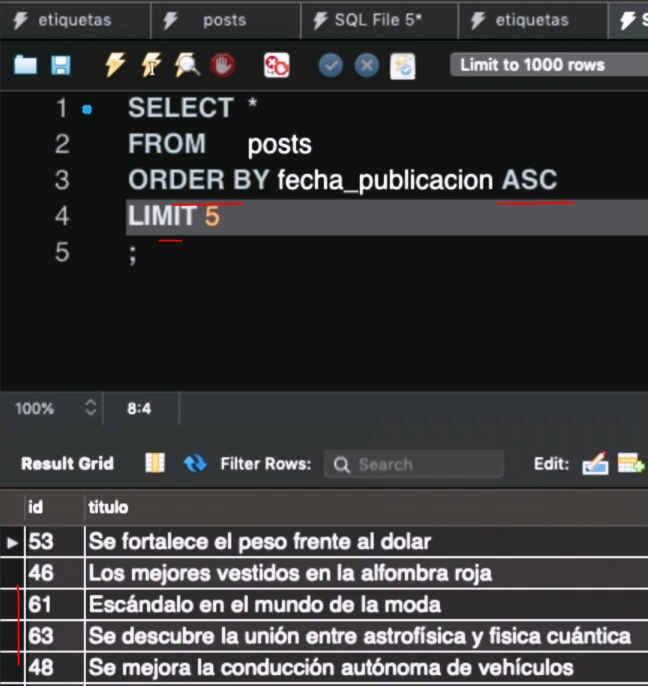 etiquetas posts SQL File 5* etiquetas S
Limit to 1000 rows
1 SELECT *
2 FROM posts
3 ORDER BY fecha_publicacion ASC
4 LIMIT 5
5 ;
100% 8:4
Result Grid Filter Rows: Search Edit:
id titulo
53 Se fortalece el peso frente al dolar
46 Los mejores vestidos en la alfombra roja
61 Escándalo en el mundo de la moda
63 Se descubre la unión entre astrofísica y fisica cuántica
48 Se mejora la conducción autónoma de vehículos